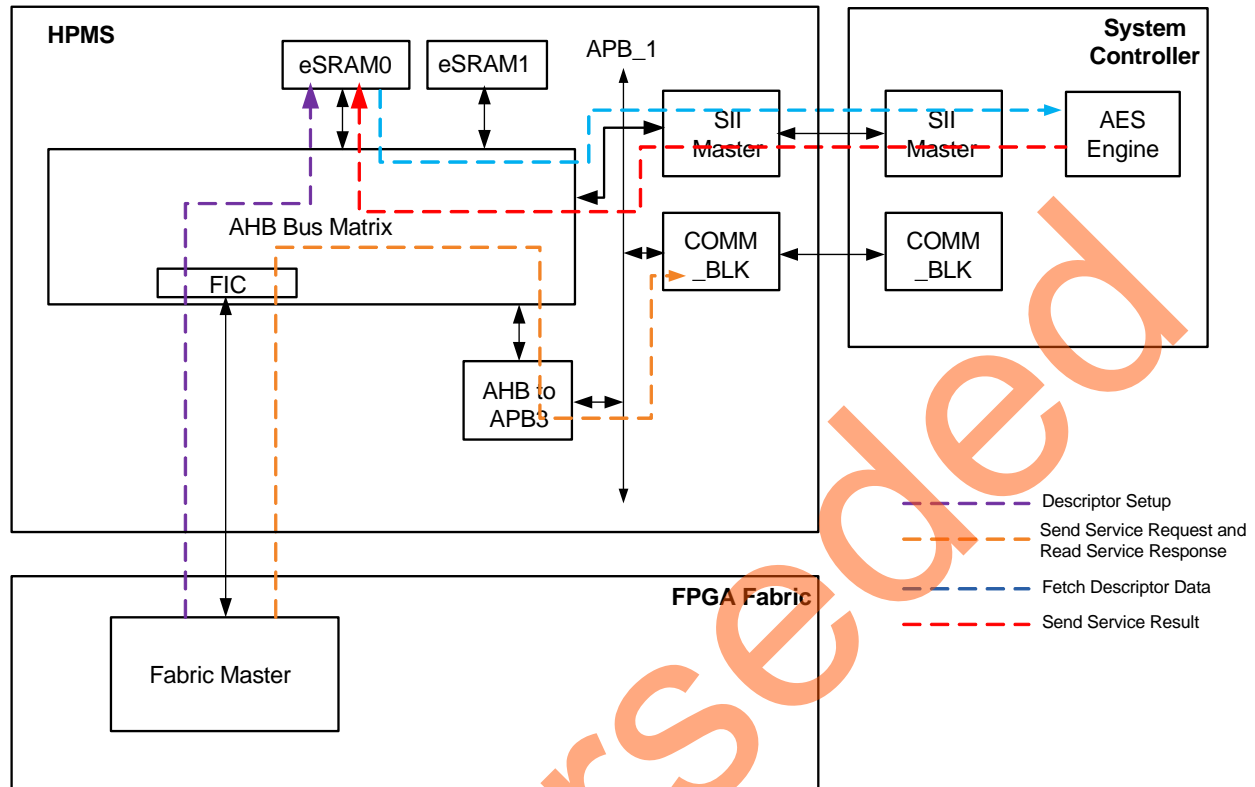 HPMS
System
Controller
eSRAM0
eSRAM1
APB_1
SII
Master
SII
Master
AES
Engine
AHB Bus Matrix
FIC
COMM
_BLK
COMM
_BLK
AHB to
APB3
Descriptor Setup
Send Service Request and
Read Service Response
Fetch Descriptor Data
Send Service Result
FPGA Fabric
Fabric Master
rseded